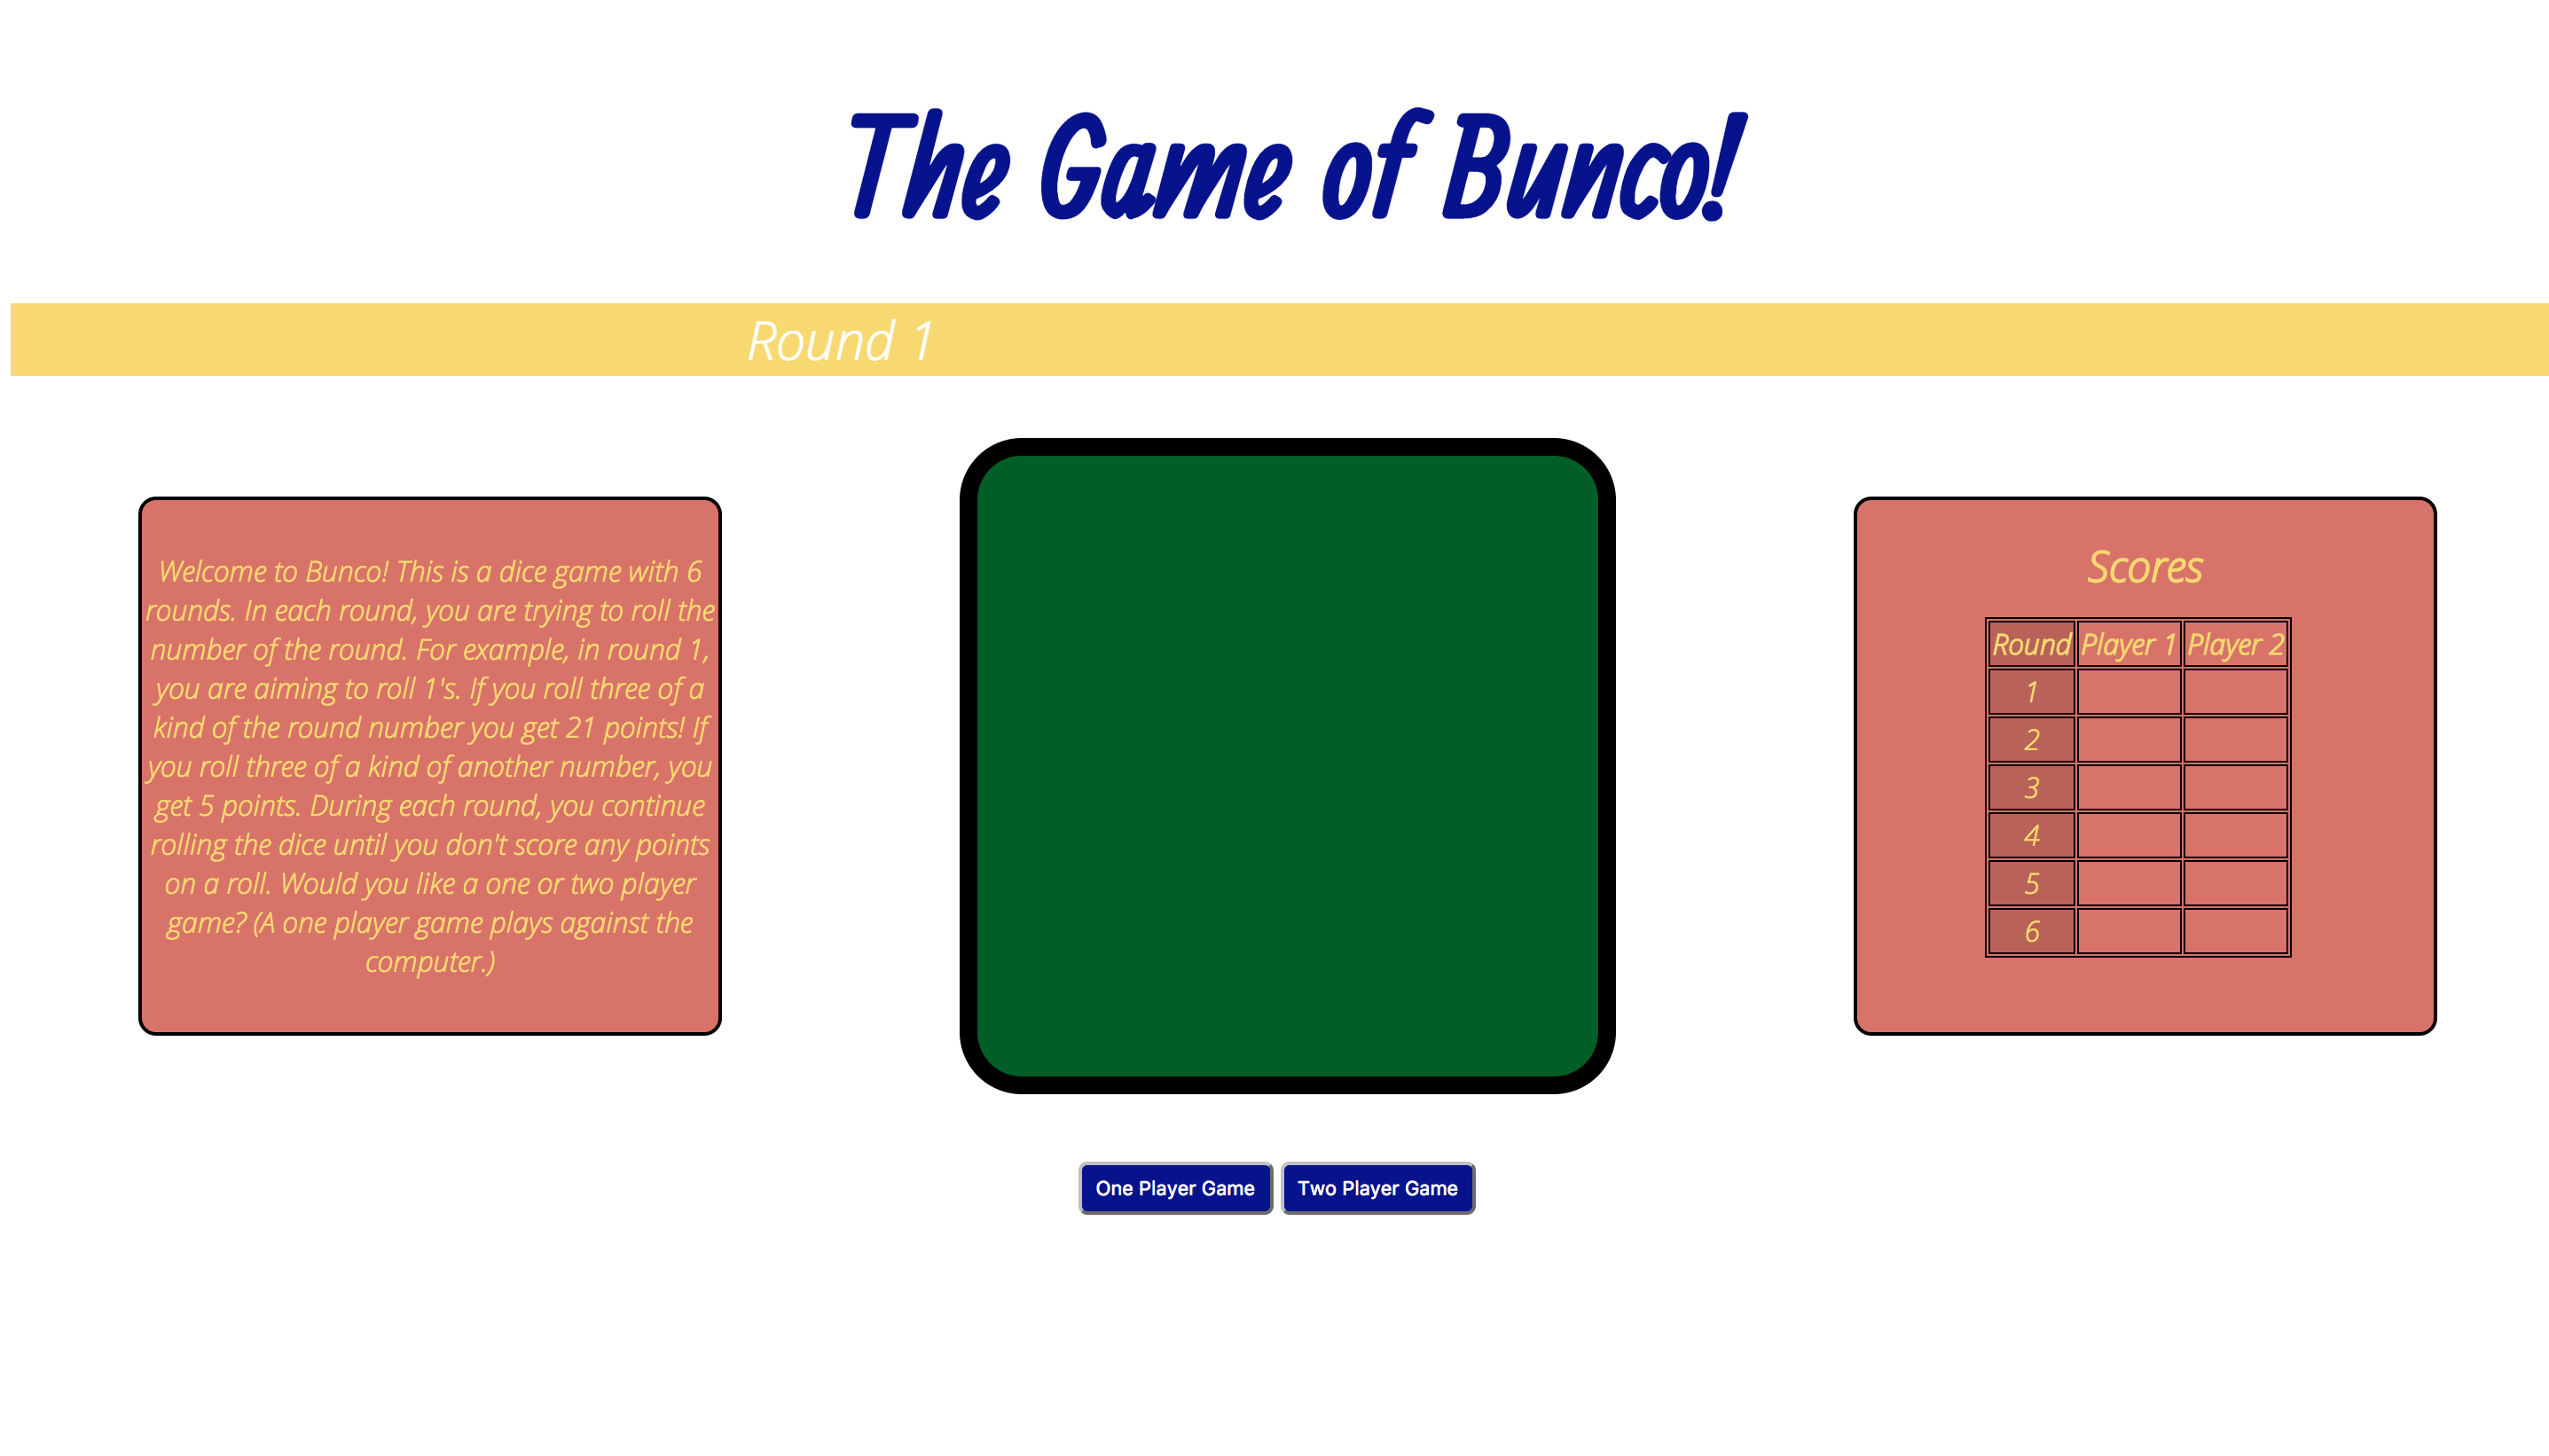 The Game of Bunco!
Round 1
Welcome to Bunco! This is a dice game with 6
rounds. In each round, you are trying to roll the
number of the round. For example, in round 1,
you are aiming to roll 1's. If you roll three of a
kind of the round number you get 21 points! If
you roll three of a kind of another number, you
get 5 points. During each round, you continue
rolling the dice until you don't score any points
on a roll. Would you like a one or two player
game? (A one player game plays against the
computer.)
Scores
Round Player 1 Player 2
1
2
3
4
5
6
One Player Game Two Player Game